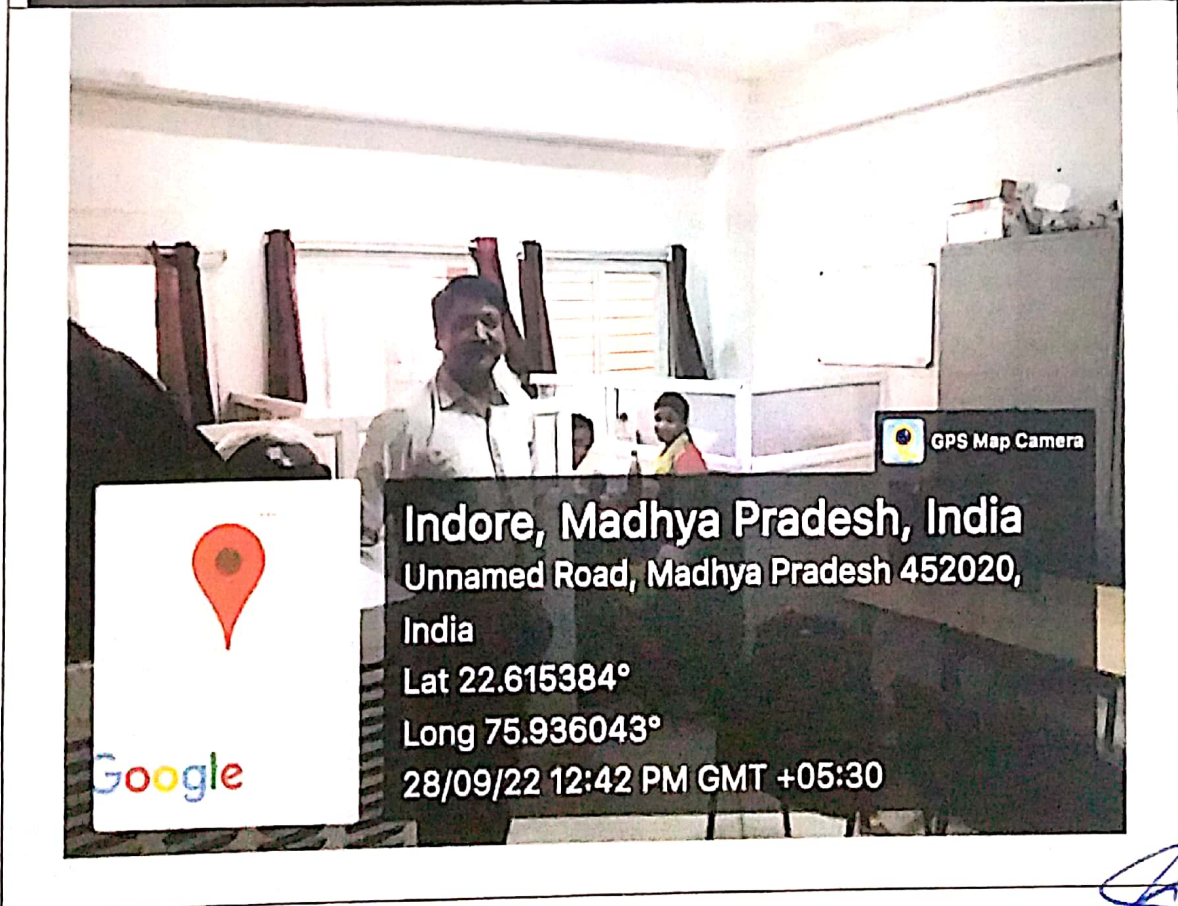 GPS Map Camera
Indore, Madhya Pradesh, India
Unnamed Road, Madhya Pradesh 452020,
India
Lat 22.615384°
Long 75.936043°
28/09/22 12:42 PM GMT +05:30
Google